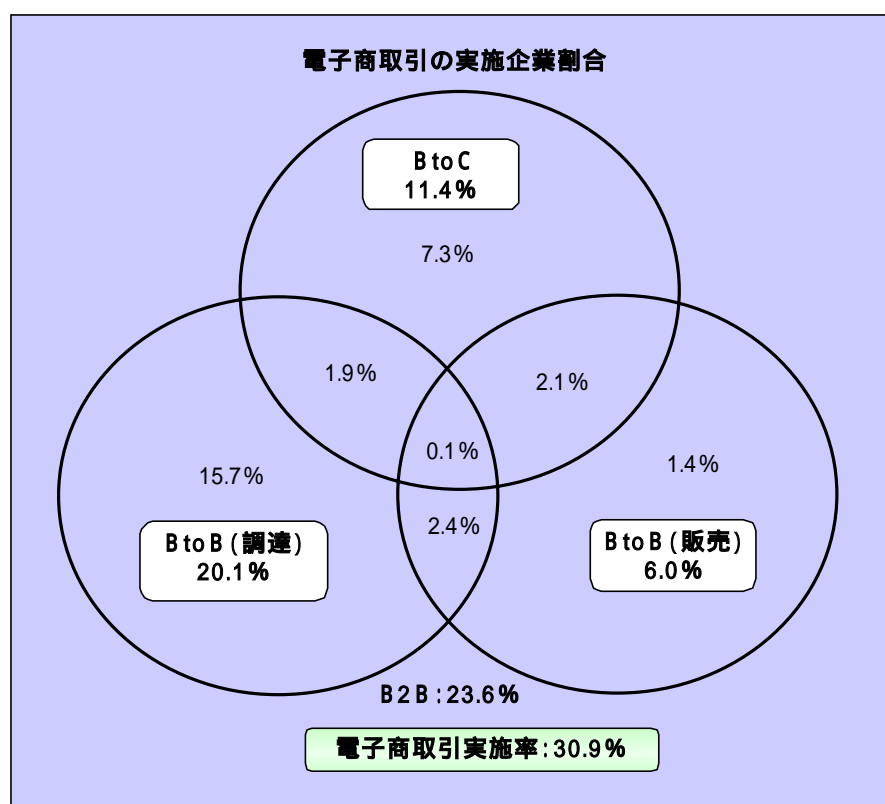 電子商取引の実施企業割合
B to C
11.4%
7.3%
1.9%
2.1%
0.1%
15.7%
1.4%
2.4%
B to B (調達)
20.1%
B to B (販売)
6.0%
B2B:23.6%
電子商取引実施率:30.9%